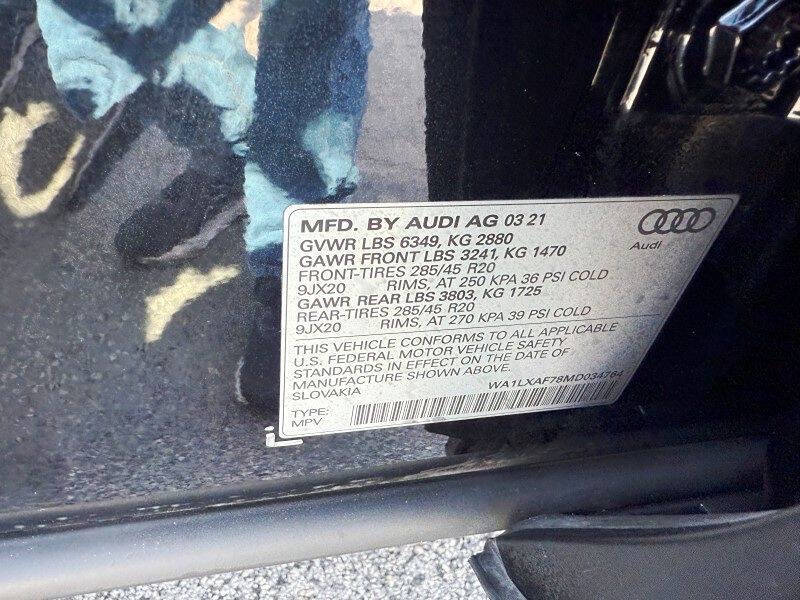 MFD. BY AUDI AG 03 21
GVWR LBS 6349, KG 2880
GAWR FRONT LBS 3241, KG 1470
FRONT-TIRES 285/45 R20
9JX20 RIMS, AT 250 KPA 36 PSI COLD
GAWR REAR LBS 3803, KG 1725
REAR-TIRES 285/45 R20
9JX20 RIMS, AT 270 KPA 39 PSI COLD
Audi
THIS VEHICLE CONFORMS TO ALL APPLICABLE
U.S. FEDERAL MOTOR VEHICLE SAFETY
STANDARDS IN EFFECT ON THE DATE OF
MANUFACTURE SHOWN ABOVE.
SLOVAKIA
WA1LXAF78MD034764
TYPE:
MPV